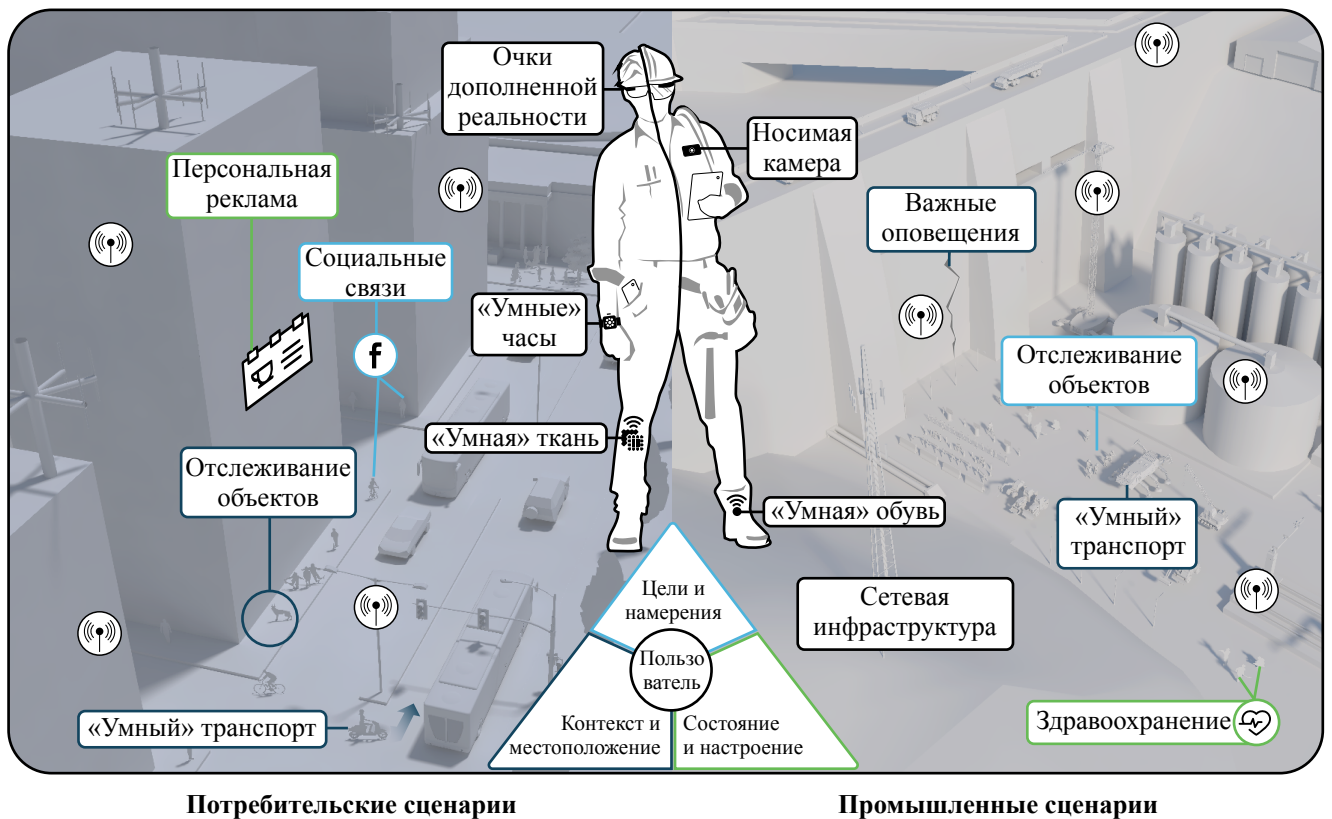 Очки
дополненной
реальности
Носимая
камера
Персональная
реклама
Важные
оповещения
Социальные
связи
«Умные»
часы
f
Отслеживание
объектов
«Умная» ткань
Отслеживание
объектов
«Умная» обувь
«Умный»
транспорт
Цели и
намерения
Сетевая
инфраструктура
Пользо
ватель
«Умный» транспорт
Контекст и
местоположение
Состояние
и настроение
Здравоохранение
Потребительские сценарии
Промышленные сценарии